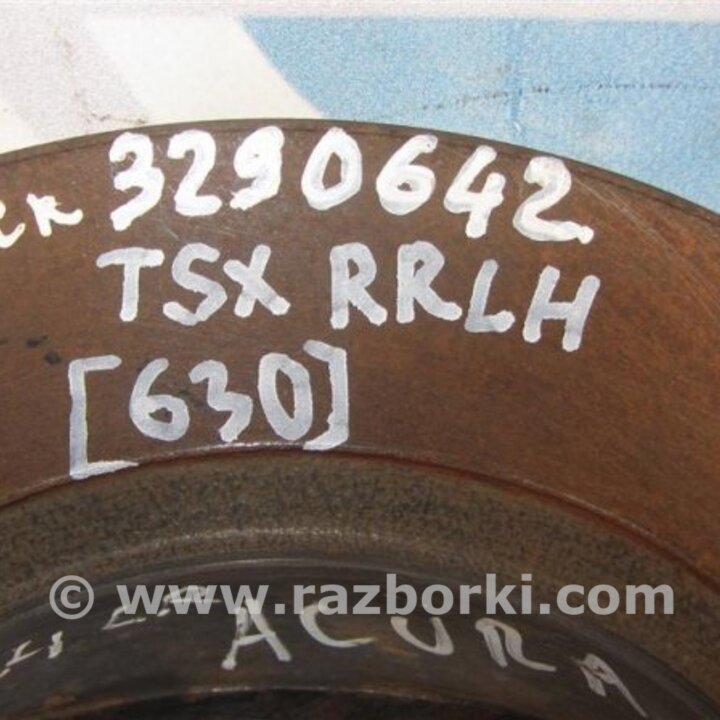 3290642
TSX RRLH
[630]
© www.razborki.com
ACURA